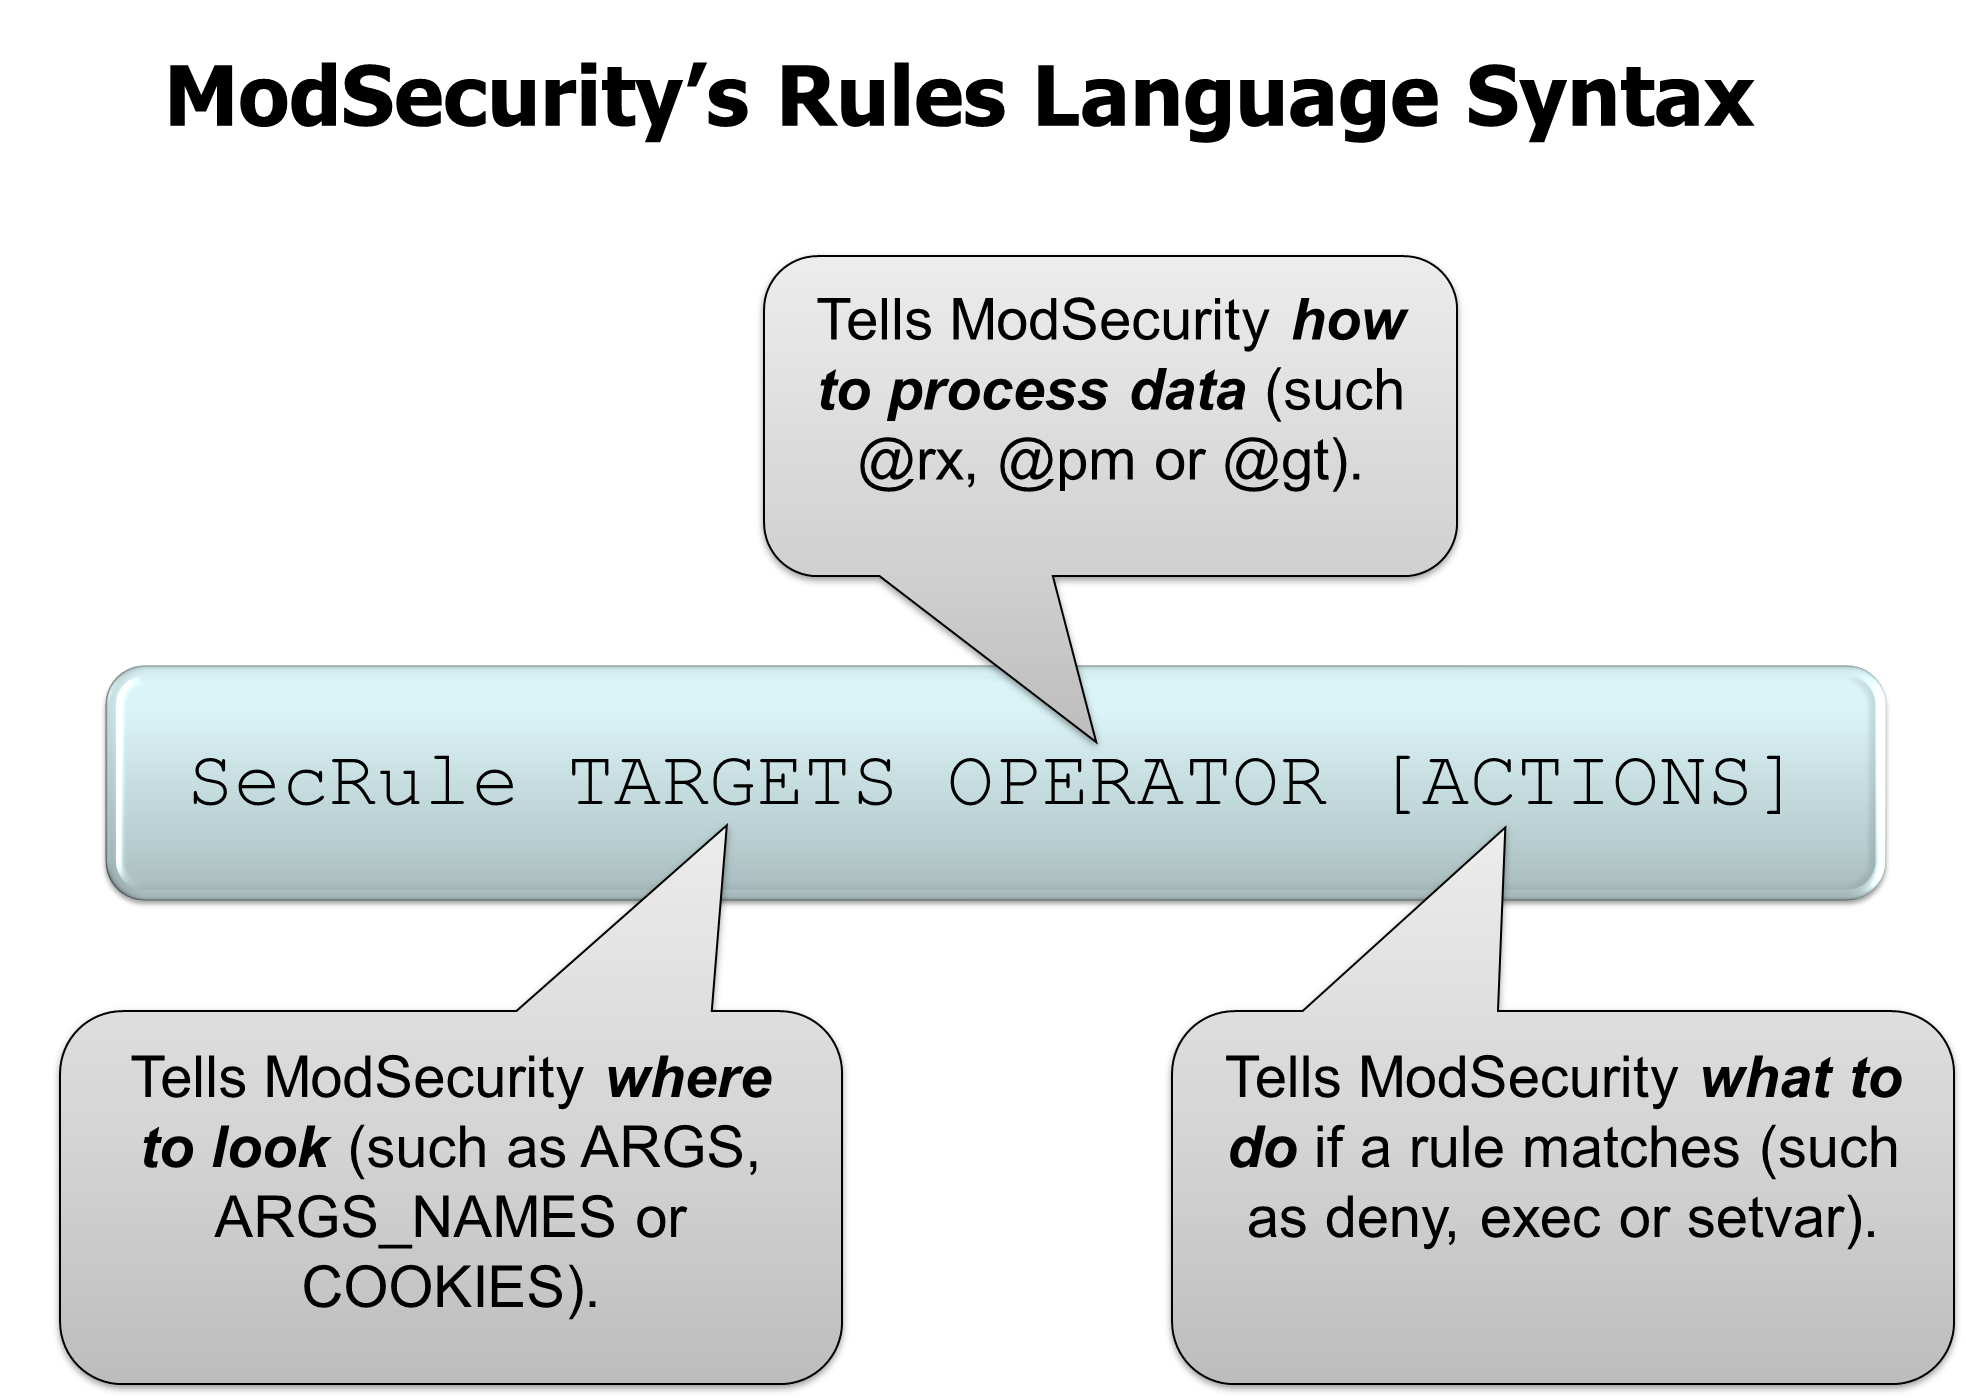 ModSecurity’s Rules Language Syntax
Tells ModSecurity how
to process data (such
@rx, @pm or @gt).
SecRule TARGETS OPERATOR [ACTIONS]
Tells ModSecurity where
to look (such as ARGS,
ARGS_NAMES or
COOKIES).
Tells ModSecurity what to
do if a rule matches (such
as deny, exec or setvar).